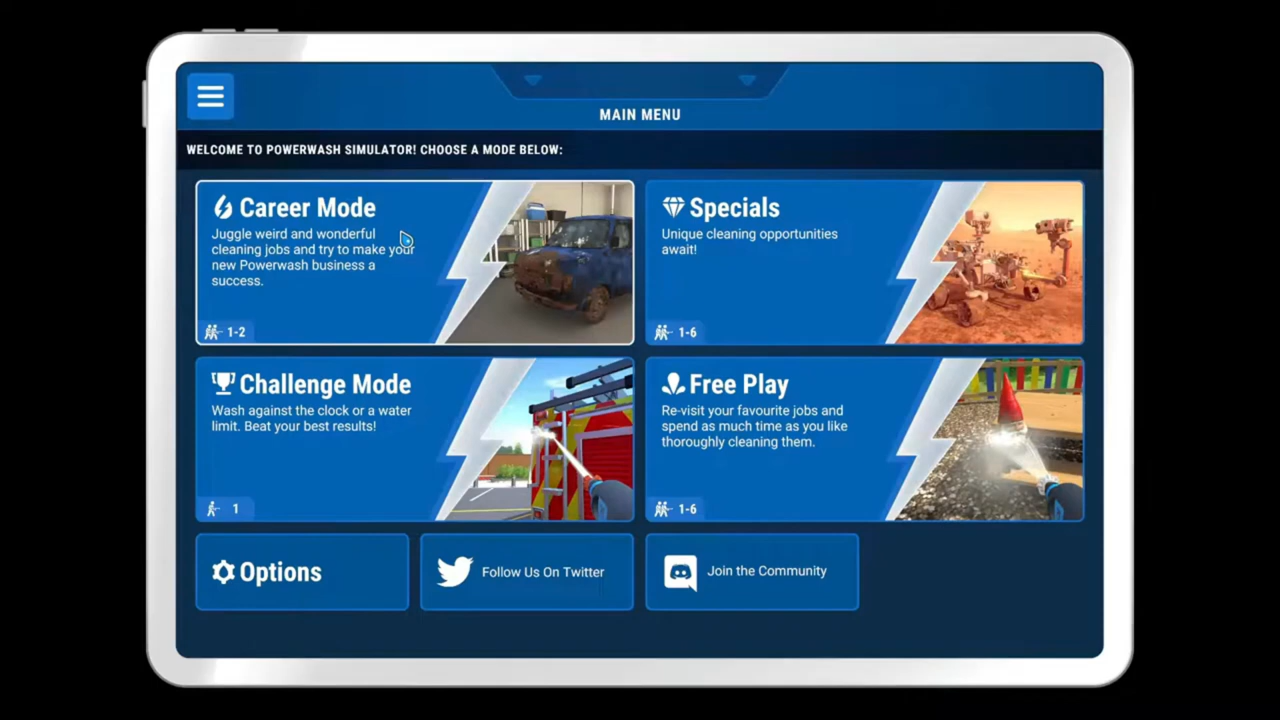 MAIN MENU
WELCOME TO POWERWASH SIMULATOR! CHOOSE A MODE BELOW:
Career Mode
Juggle weird and wonderful
cleaning jobs and try to make your
new Powerwash business a
success.
1-2
Specials
Unique cleaning opportunities
await!
1-6
Challenge Mode
Wash against the clock or a water
limit. Beat your best results!
1
Free Play
Re-visit your favourite jobs and
spend as much time as you like
thoroughly cleaning them.
1-6
Options
Follow Us On Twitter
Join the Community